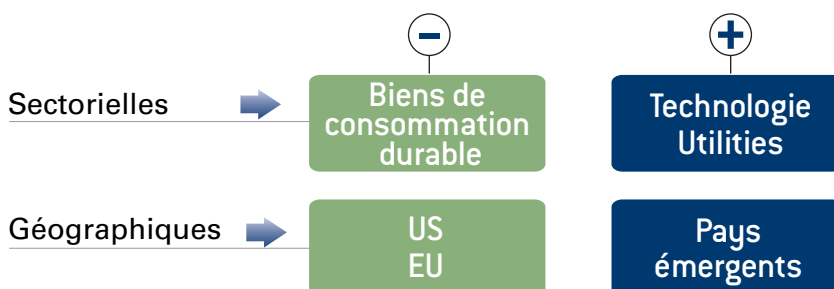 −
+
Sectorielles
Biens de
consommation
durable
Technologie
Utilities
Géographiques
US
EU
Pays
émergents